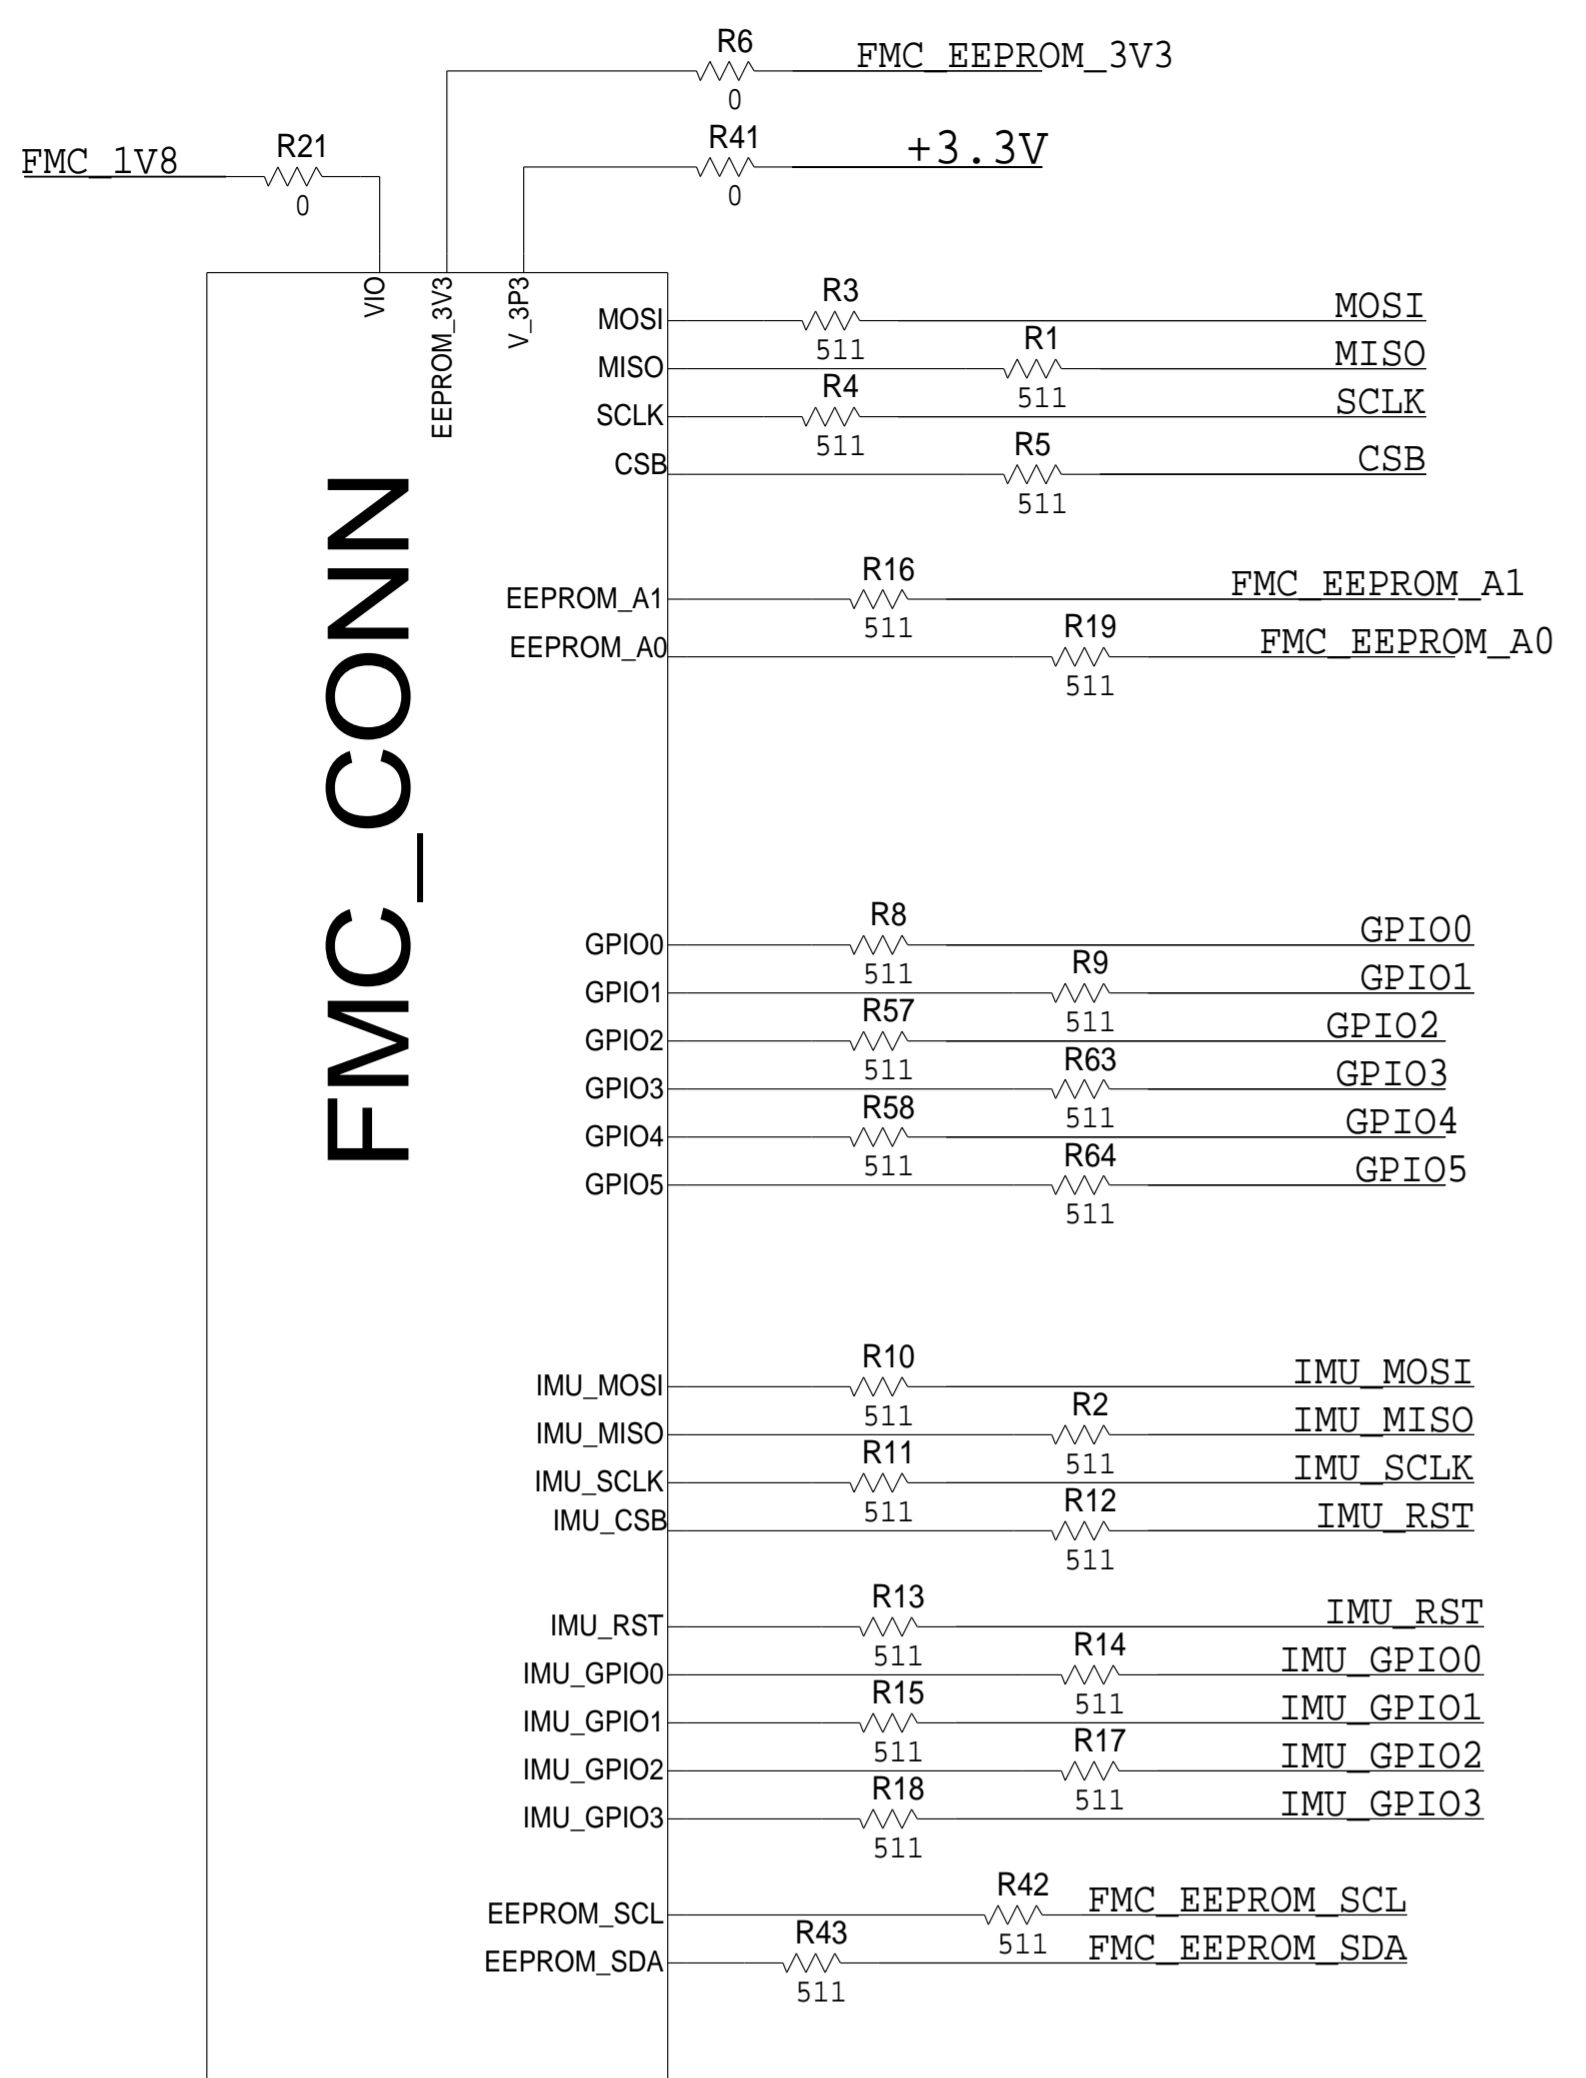 R6
FMC_EEPROM_3V3
0
R41
+3.3V
0
FMC_1V8
R21
0
VIO
EEPROM_3V3
V_3P3
FMC_CONN
MOSI
R3
511
MOSI
MISO
R1
511
MISO
SCLK
R4
511
SCLK
CSB
R5
511
CSB
EEPROM_A1
R16
511
FMC_EEPROM_A1
EEPROM_A0
R19
511
FMC_EEPROM_A0
GPIO0
R8
511
GPIO0
GPIO1
R9
511
GPIO1
GPIO2
R57
511
GPIO2
GPIO3
R63
511
GPIO3
GPIO4
R58
511
GPIO4
GPIO5
R64
511
GPIO5
IMU_MOSI
R10
511
IMU_MOSI
IMU_MISO
R2
511
IMU_MISO
IMU_SCLK
R11
511
IMU_SCLK
IMU_CSB
R12
511
IMU_RST
IMU_RST
R13
511
IMU_RST
IMU_GPIO0
R14
511
IMU_GPIO0
IMU_GPIO1
R15
511
IMU_GPIO1
IMU_GPIO2
R17
511
IMU_GPIO2
IMU_GPIO3
R18
511
IMU_GPIO3
EEPROM_SCL
R42
511
FMC_EEPROM_SCL
EEPROM_SDA
R43
511
FMC_EEPROM_SDA